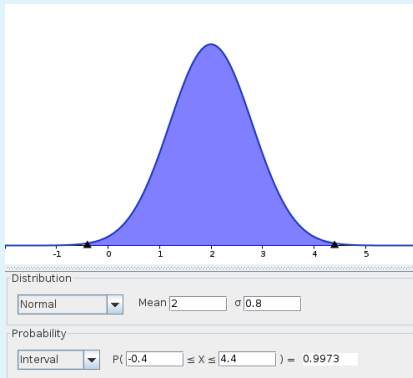 -1 0 1 2 3 4 5
Distribution
Normal Mean 2 σ 0.8
Probability
Interval P( -0.4 ≤ X ≤ 4.4 ) = 0.9973